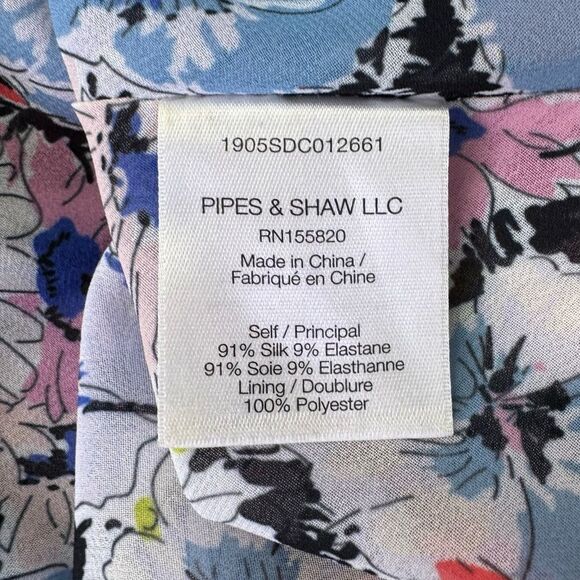 1905SDC012661
PIPES & SHAW LLC
RN155820
Made in China /
Fabriqué en Chine
Self / Principal
91% Silk 9% Elastane
91% Soie 9% Elasthanne
Lining / Doublure
100% Polyester